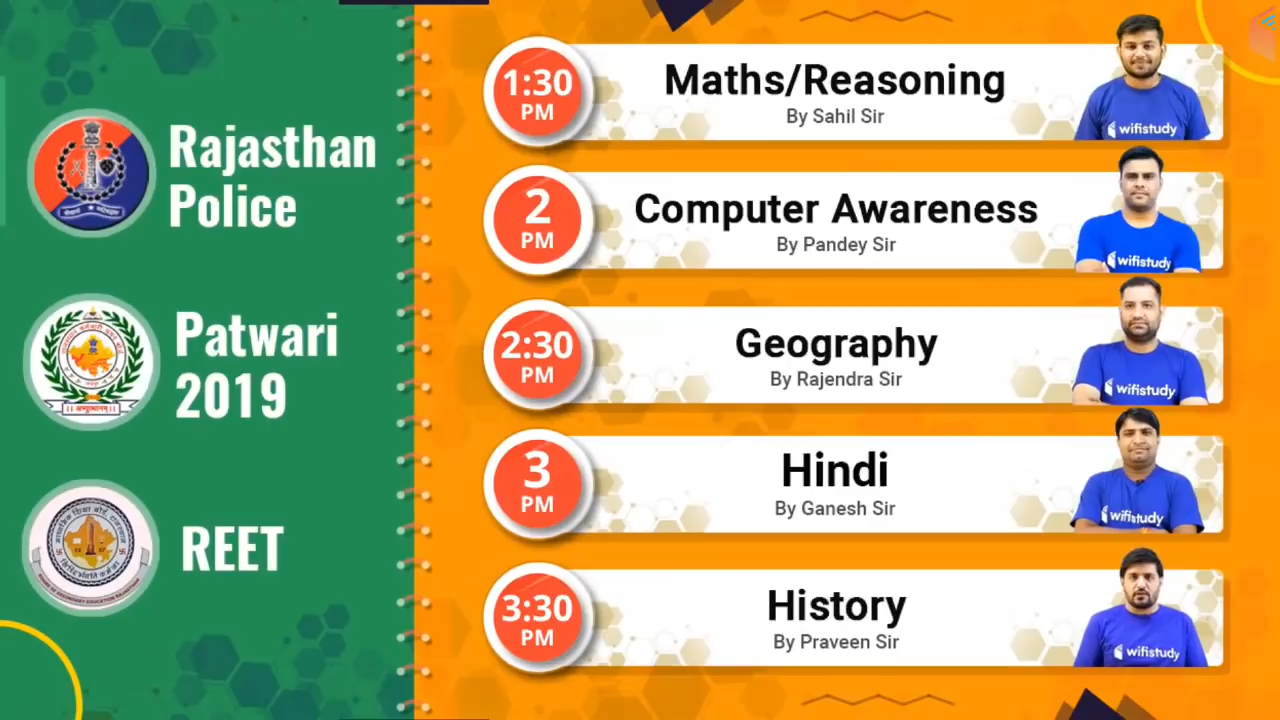 Rajasthan
Police
Patwari
2019
REET
1:30
PM
Maths/Reasoning
By Sahil Sir
wifistudy
2
PM
Computer Awareness
By Pandey Sir
wifistudy
2:30
PM
Geography
By Rajendra Sir
wifistudy
3
PM
Hindi
By Ganesh Sir
wifistudy
3:30
PM
History
By Praveen Sir
wifistudy